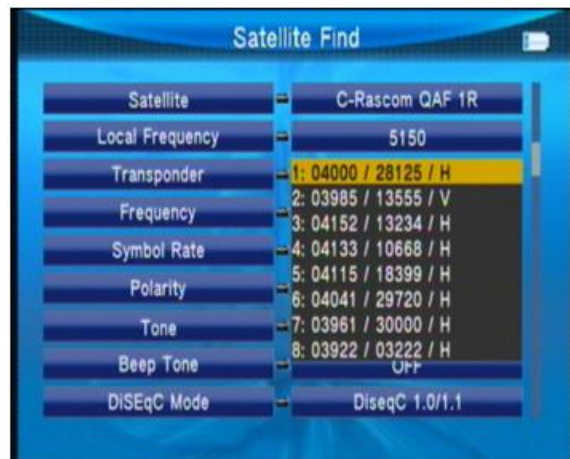 Satellite Find
Satellite C-Rascom QAF 1R
Local Frequency 5150
Transponder 1: 04000 / 28125 / H
Frequency 2: 03985 / 13555 / V
3: 04152 / 13234 / H
Symbol Rate 4: 04133 / 10668 / H
5: 04115 / 18399 / H
Polarity 6: 04041 / 29720 / H
Tone 7: 03961 / 30000 / H
8: 03922 / 03222 / H
Beep Tone OFF
DiSEqC Mode DiseqC 1.0/1.1